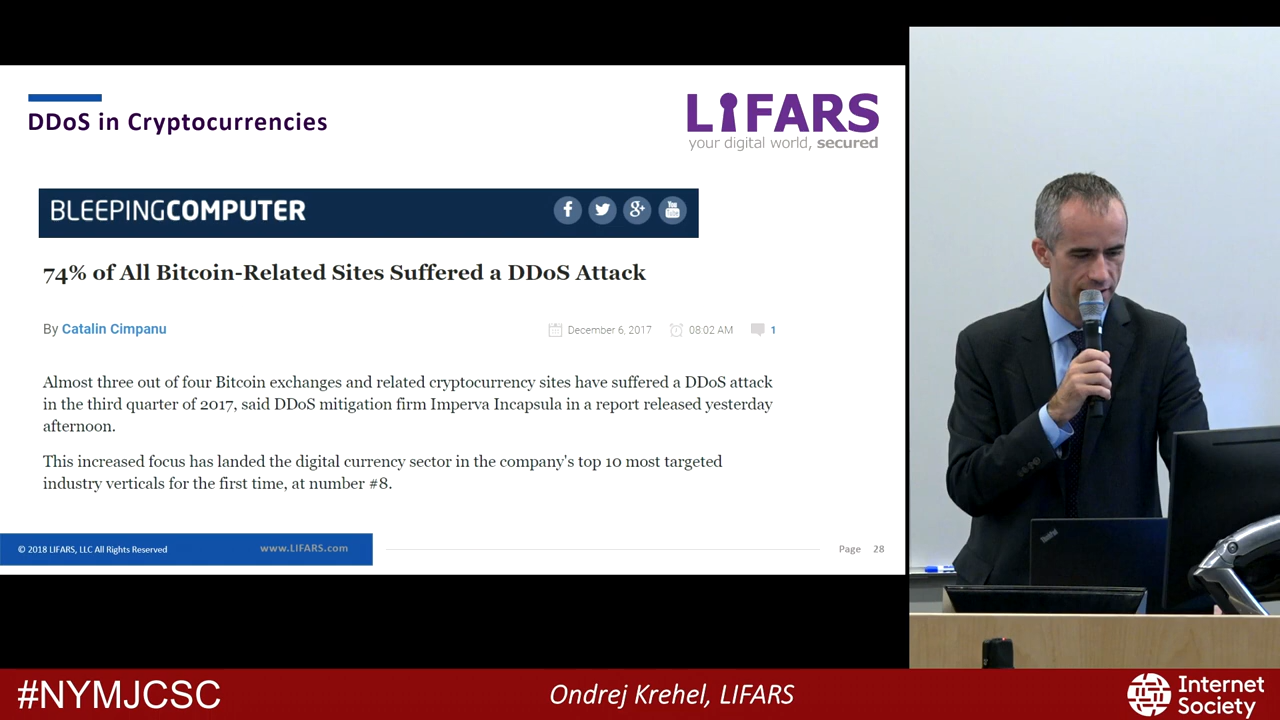 DDoS in Cryptocurrencies
LIFARS
your digital world, secured
BLEEPINGCOMPUTER
74% of All Bitcoin-Related Sites Suffered a DDoS Attack
By Catalin Cimpanu
December 6, 2017
08:02 AM
1
Almost three out of four Bitcoin exchanges and related cryptocurrency sites have suffered a DDoS attack
in the third quarter of 2017, said DDoS mitigation firm Imperva Incapsula in a report released yesterday
afternoon.
This increased focus has landed the digital currency sector in the company's top 10 most targeted
industry verticals for the first time, at number #8.
© 2018 LIFARS, LLC All Rights Reserved
www.LIFARS.com
Page 28
ThinkPad
#NYMJCSC
Ondrej Krehel, LIFARS
Internet
Society